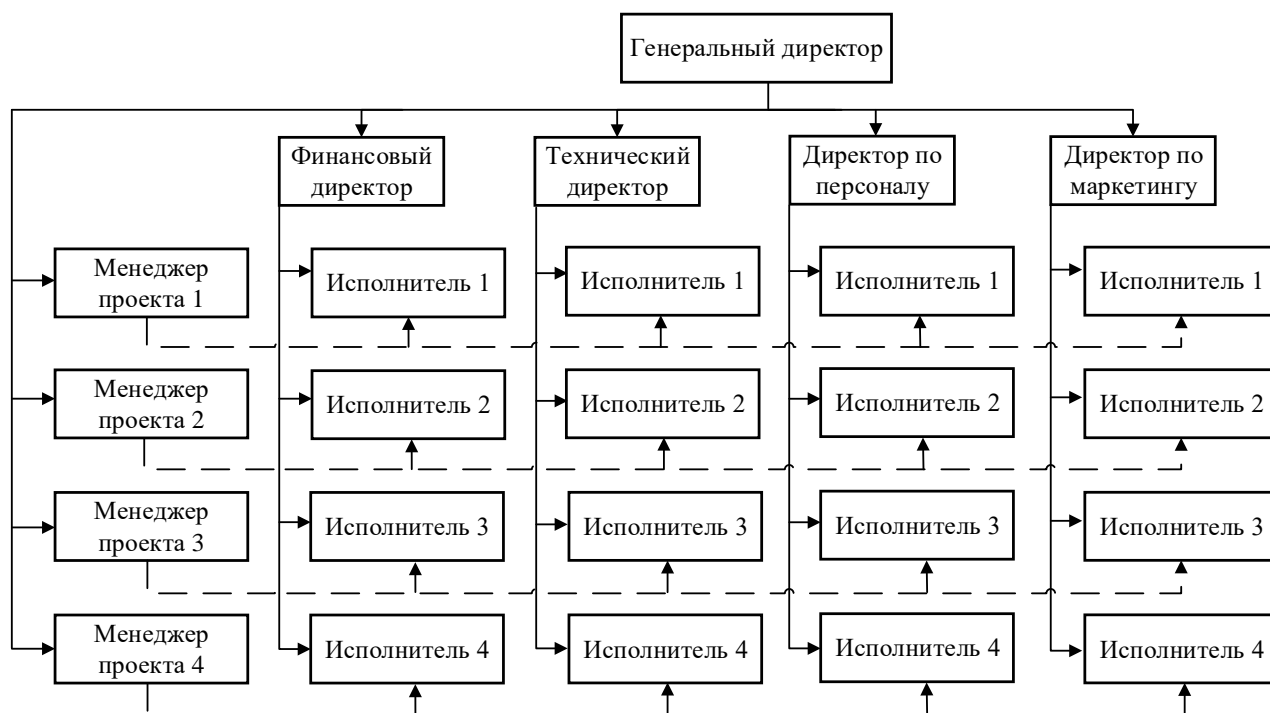 Генеральный директор
Финансовый
директор
Технический
директор
Директор по
персоналу
Директор по
маркетингу
Менеджер
проекта 1
Исполнитель 1
Исполнитель 1
Исполнитель 1
Исполнитель 1
Менеджер
проекта 2
Исполнитель 2
Исполнитель 2
Исполнитель 2
Исполнитель 2
Менеджер
проекта 3
Исполнитель 3
Исполнитель 3
Исполнитель 3
Исполнитель 3
Менеджер
проекта 4
Исполнитель 4
Исполнитель 4
Исполнитель 4
Исполнитель 4